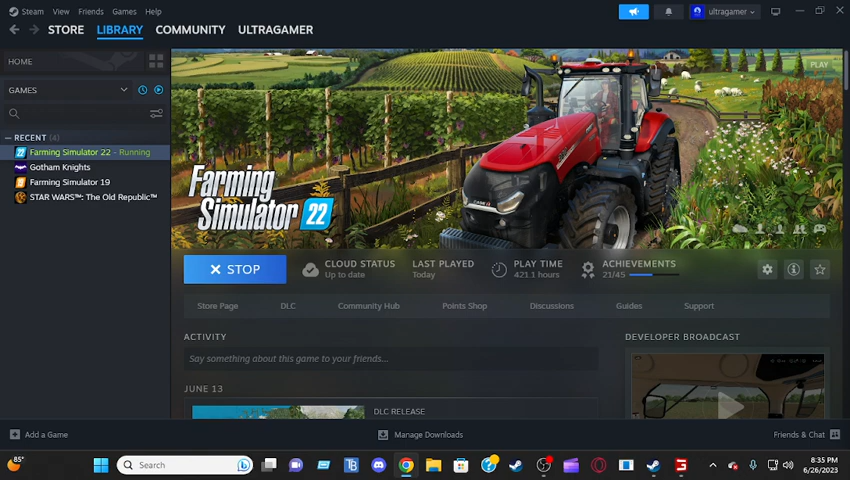 Steam View Friends Games Help
ultragamer
STORE LIBRARY COMMUNITY ULTRAGAMER
HOME
PLAY
GAMES
RECENT (4)
Farming Simulator 22 - Running
Gotham Knights
Farming Simulator 19
STAR WARS™: The Old Republic™
Farming
Simulator 22
CASE IH
STOP
CLOUD STATUS
Up to date
LAST PLAYED
Today
PLAY TIME
421.1 hours
ACHIEVEMENTS
21/45
Store Page DLC Community Hub Points Shop Discussions Guides Support
ACTIVITY
Say something about this game to your friends...
DEVELOPER BROADCAST
JUNE 13
DLC RELEASE
Add a Game
Manage Downloads
Friends & Chat
85°
Search
8:35 PM
6/26/2023